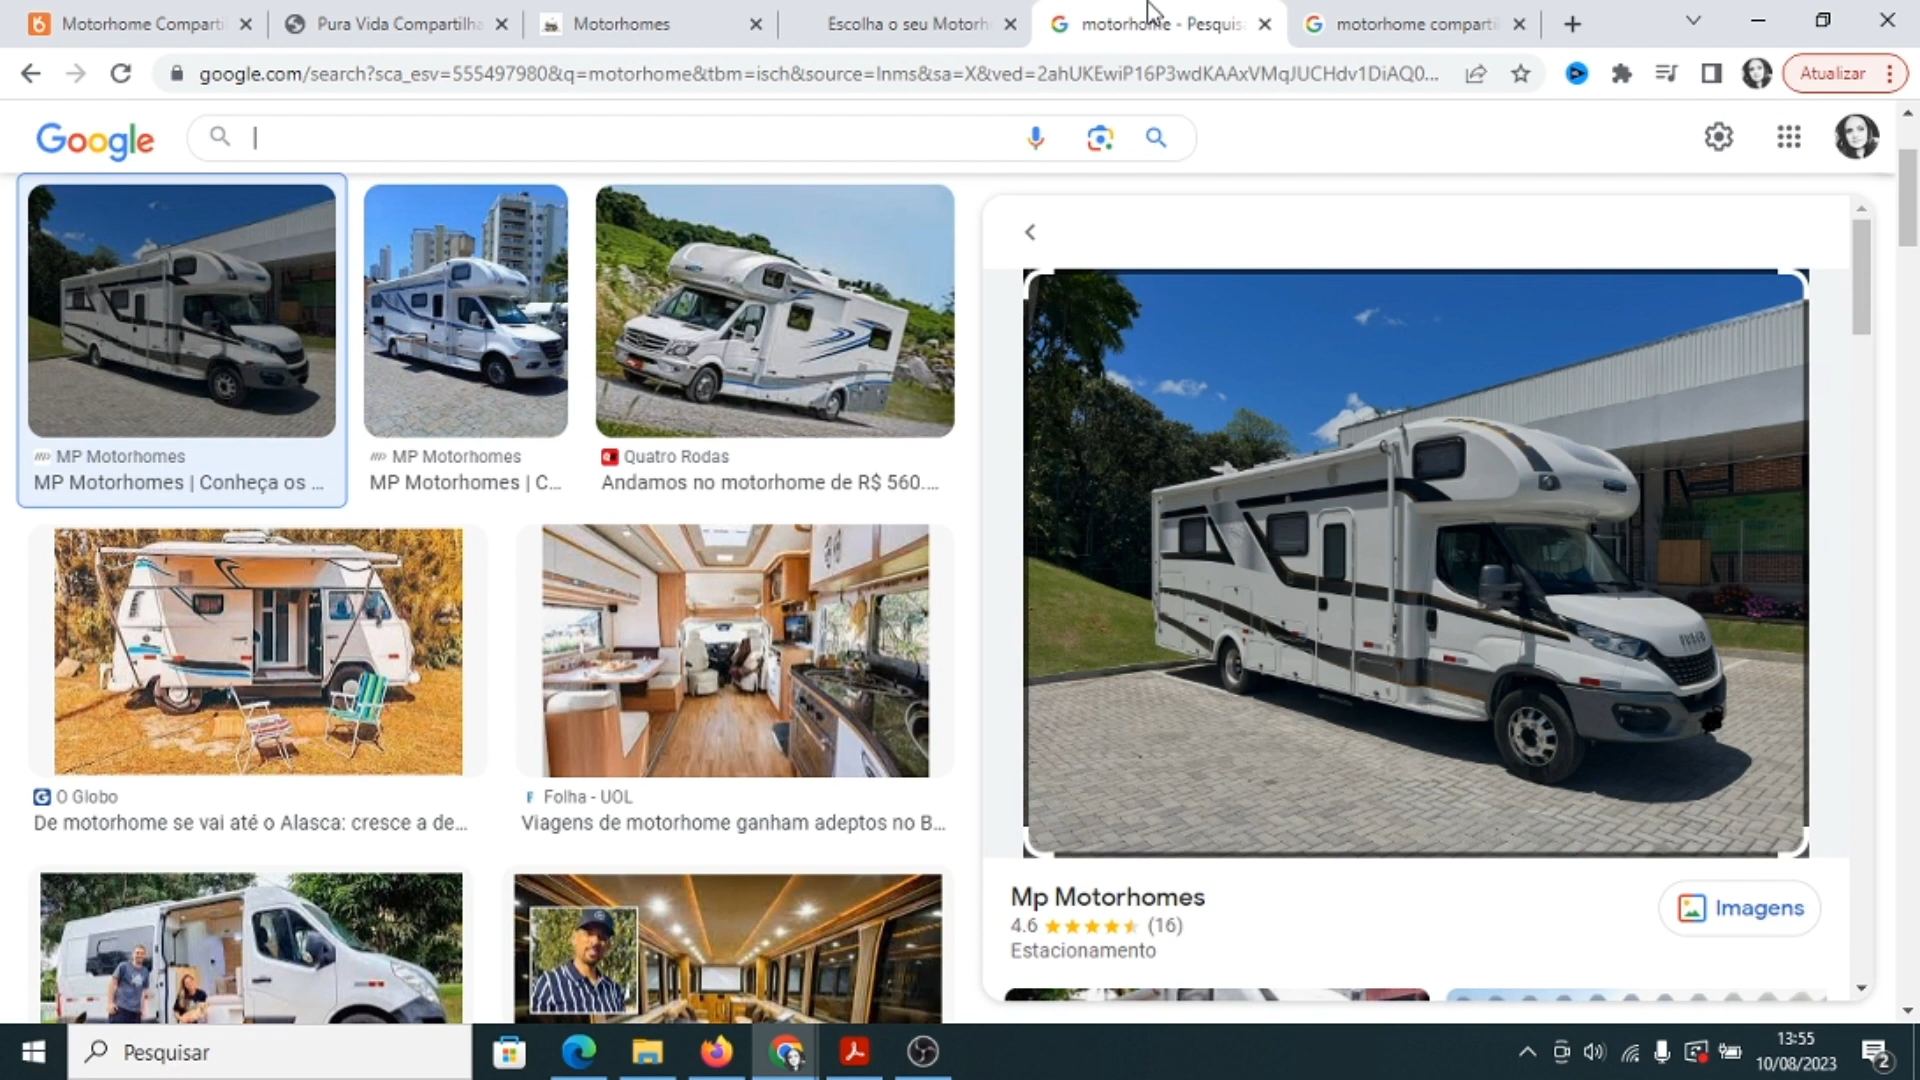 Motorhome Comparti
Pura Vida Compartilha
Motorhomes
Escolha o seu Motorh
motorhome - Pesquis
motorhome comparti
google.com/search?sca_esv=555497980&q=motorhome&tbm=isch&source=lnms&sa=X&ved=2ahUKEwiP16P3wdKAAxVMqJUCHdv1DiAQ0...
Atualizar
Google
MP Motorhomes
MP Motorhomes | Conheça os ...
MP Motorhomes
MP Motorhomes | C...
Quatro Rodas
Andamos no motorhome de R$ 560....
O Globo
De motorhome se vai até o Alasca: cresce a de...
Folha - UOL
Viagens de motorhome ganham adeptos no B...
IVECO
Mp Motorhomes
4.6 (16)
Estacionamento
Imagens
Pesquisar
13:55
10/08/2023
2